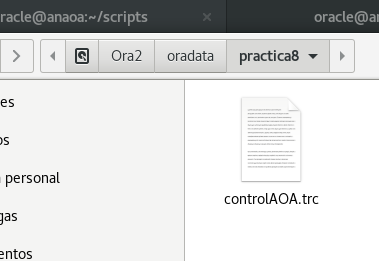 oracle@anaoa:~/scripts
oracle@a
Ora2
oradata
practica8
es
os
personal
gas
entos
controlAOA.trc